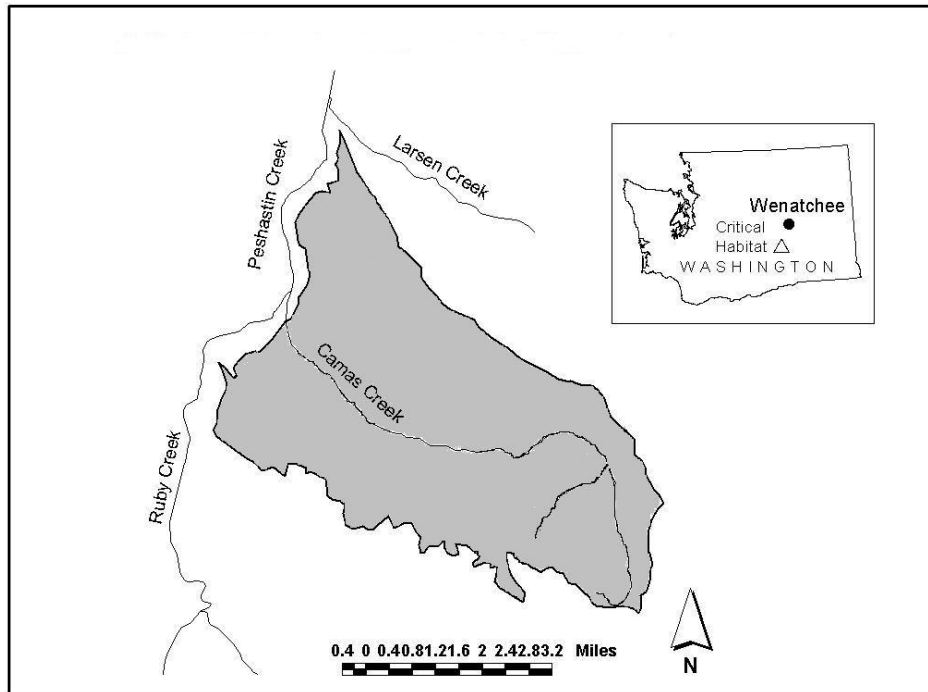 Larsen Creek
Peshastin Creek
Wenatchee
Critical
Habitat
WASHINGTON
Camas Creek
Ruby Creek
0.4 0 0.40.81.21.6 2 2.42.83.2 Miles
N